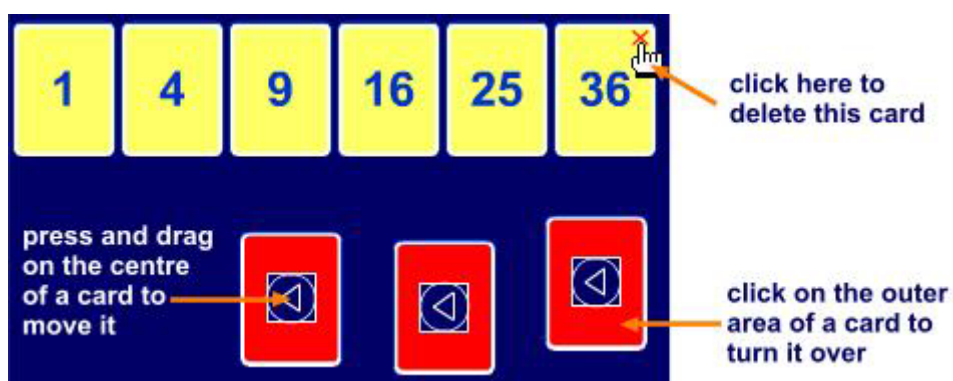 1 4 9 16 25 36
click here to
delete this card
press and drag
on the centre
of a card to
move it
click on the outer
area of a card to
turn it over